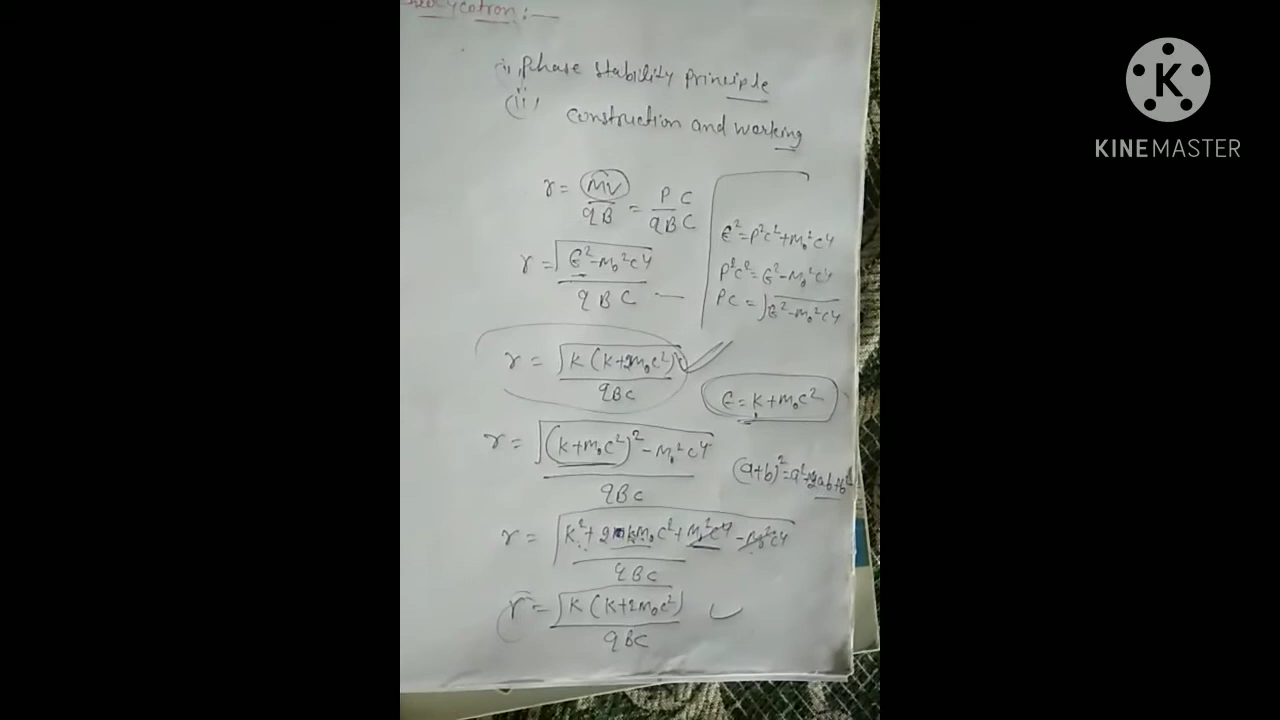 (i) Phase stability principle
(ii)
construction and working
r = MV / qB = PC / qBC
E² = P²C² + M₀²C⁴
r = √(E² - M₀²C⁴) / qBC
P²C² = E² - M₀²C⁴
PC = √(E² - M₀²C⁴)
r = √(K(K+2M₀C²)) / qBC
E = K + M₀C²
r = √((K+M₀C²)² - M₀²C⁴) / qBC
(a+b)² = a²+2ab+b²
r = √(K² + 2KM₀C² + M₀²C⁴ - M₀²C⁴) / qBC
r = √(K(K+2M₀C²)) / qBC
K
KINEMASTER